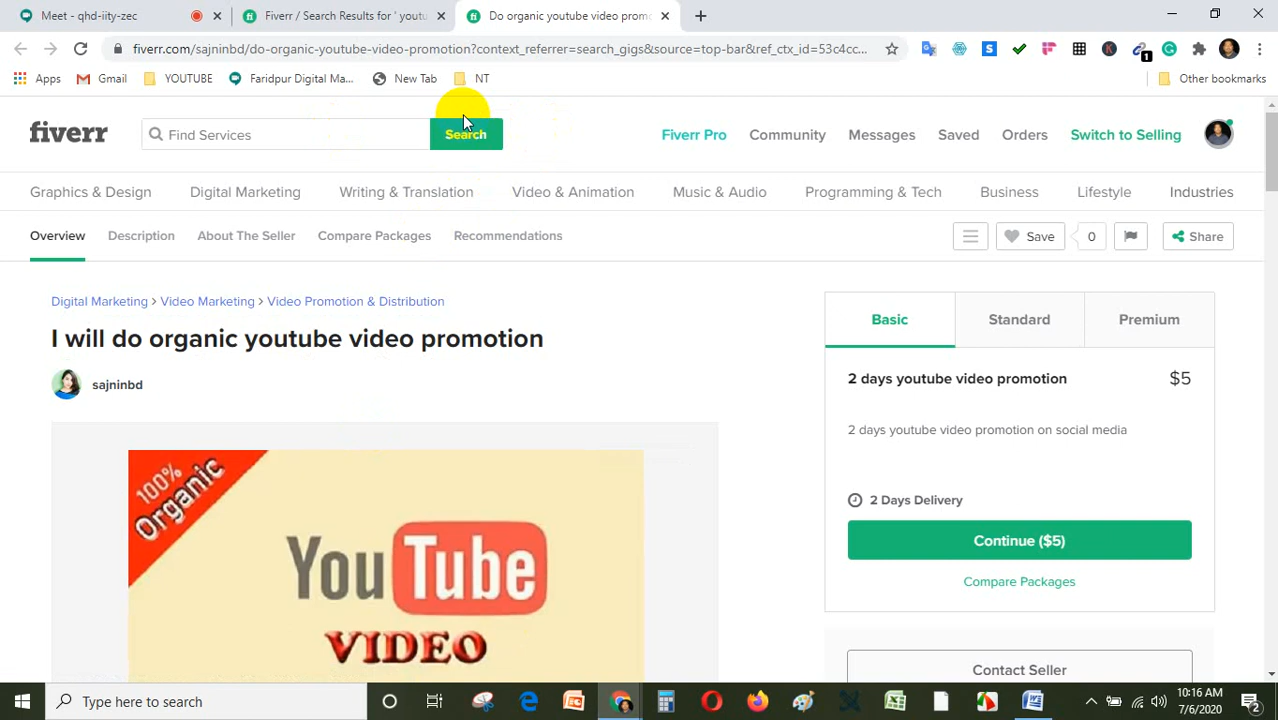 Meet - qhd-iity-zec
Fiverr / Search Results for ' youtu
Do organic youtube video promo
fiverr.com/sajninbd/do-organic-youtube-video-promotion?context_referrer=search_gigs&source=top-bar&ref_ctx_id=53c4cc...
Apps
Gmail
YOUTUBE
Faridpur Digital Ma...
New Tab
NT
Other bookmarks
fiverr
Find Services
Search
Fiverr Pro
Community
Messages
Saved
Orders
Switch to Selling
Graphics & Design
Digital Marketing
Writing & Translation
Video & Animation
Music & Audio
Programming & Tech
Business
Lifestyle
Industries
Overview
Description
About The Seller
Compare Packages
Recommendations
Save
0
Share
Digital Marketing > Video Marketing > Video Promotion & Distribution
I will do organic youtube video promotion
sajninbd
100%
Organic
YouTube
VIDEO
Basic
Standard
Premium
2 days youtube video promotion
$5
2 days youtube video promotion on social media
2 Days Delivery
Continue ($5)
Compare Packages
Contact Seller
Type here to search
10:16 AM
7/6/2020
2